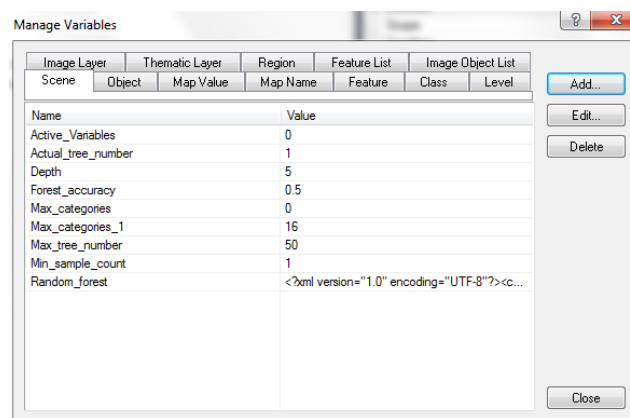 Manage Variables
Image Layer Thematic Layer Region Feature List Image Object List
Scene Object Map Value Map Name Feature Class Level
Add...
Edit...
Delete
Name Value
Active_Variables 0
Actual_tree_number 1
Depth 5
Forest_accuracy 0.5
Max_categories 0
Max_categories_1 16
Max_tree_number 50
Min_sample_count 1
Random_forest <?xml version="1.0" encoding="UTF-8"?><c...
Close